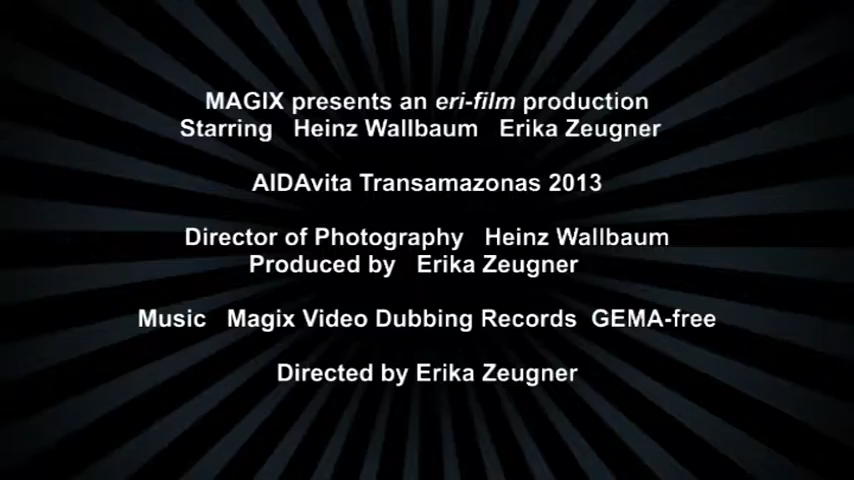 MAGIX presents an eri-film production
Starring Heinz Wallbaum Erika Zeugner
AIDAvita Transamazonas 2013
Director of Photography Heinz Wallbaum
Produced by Erika Zeugner
Music Magix Video Dubbing Records GEMA-free
Directed by Erika Zeugner